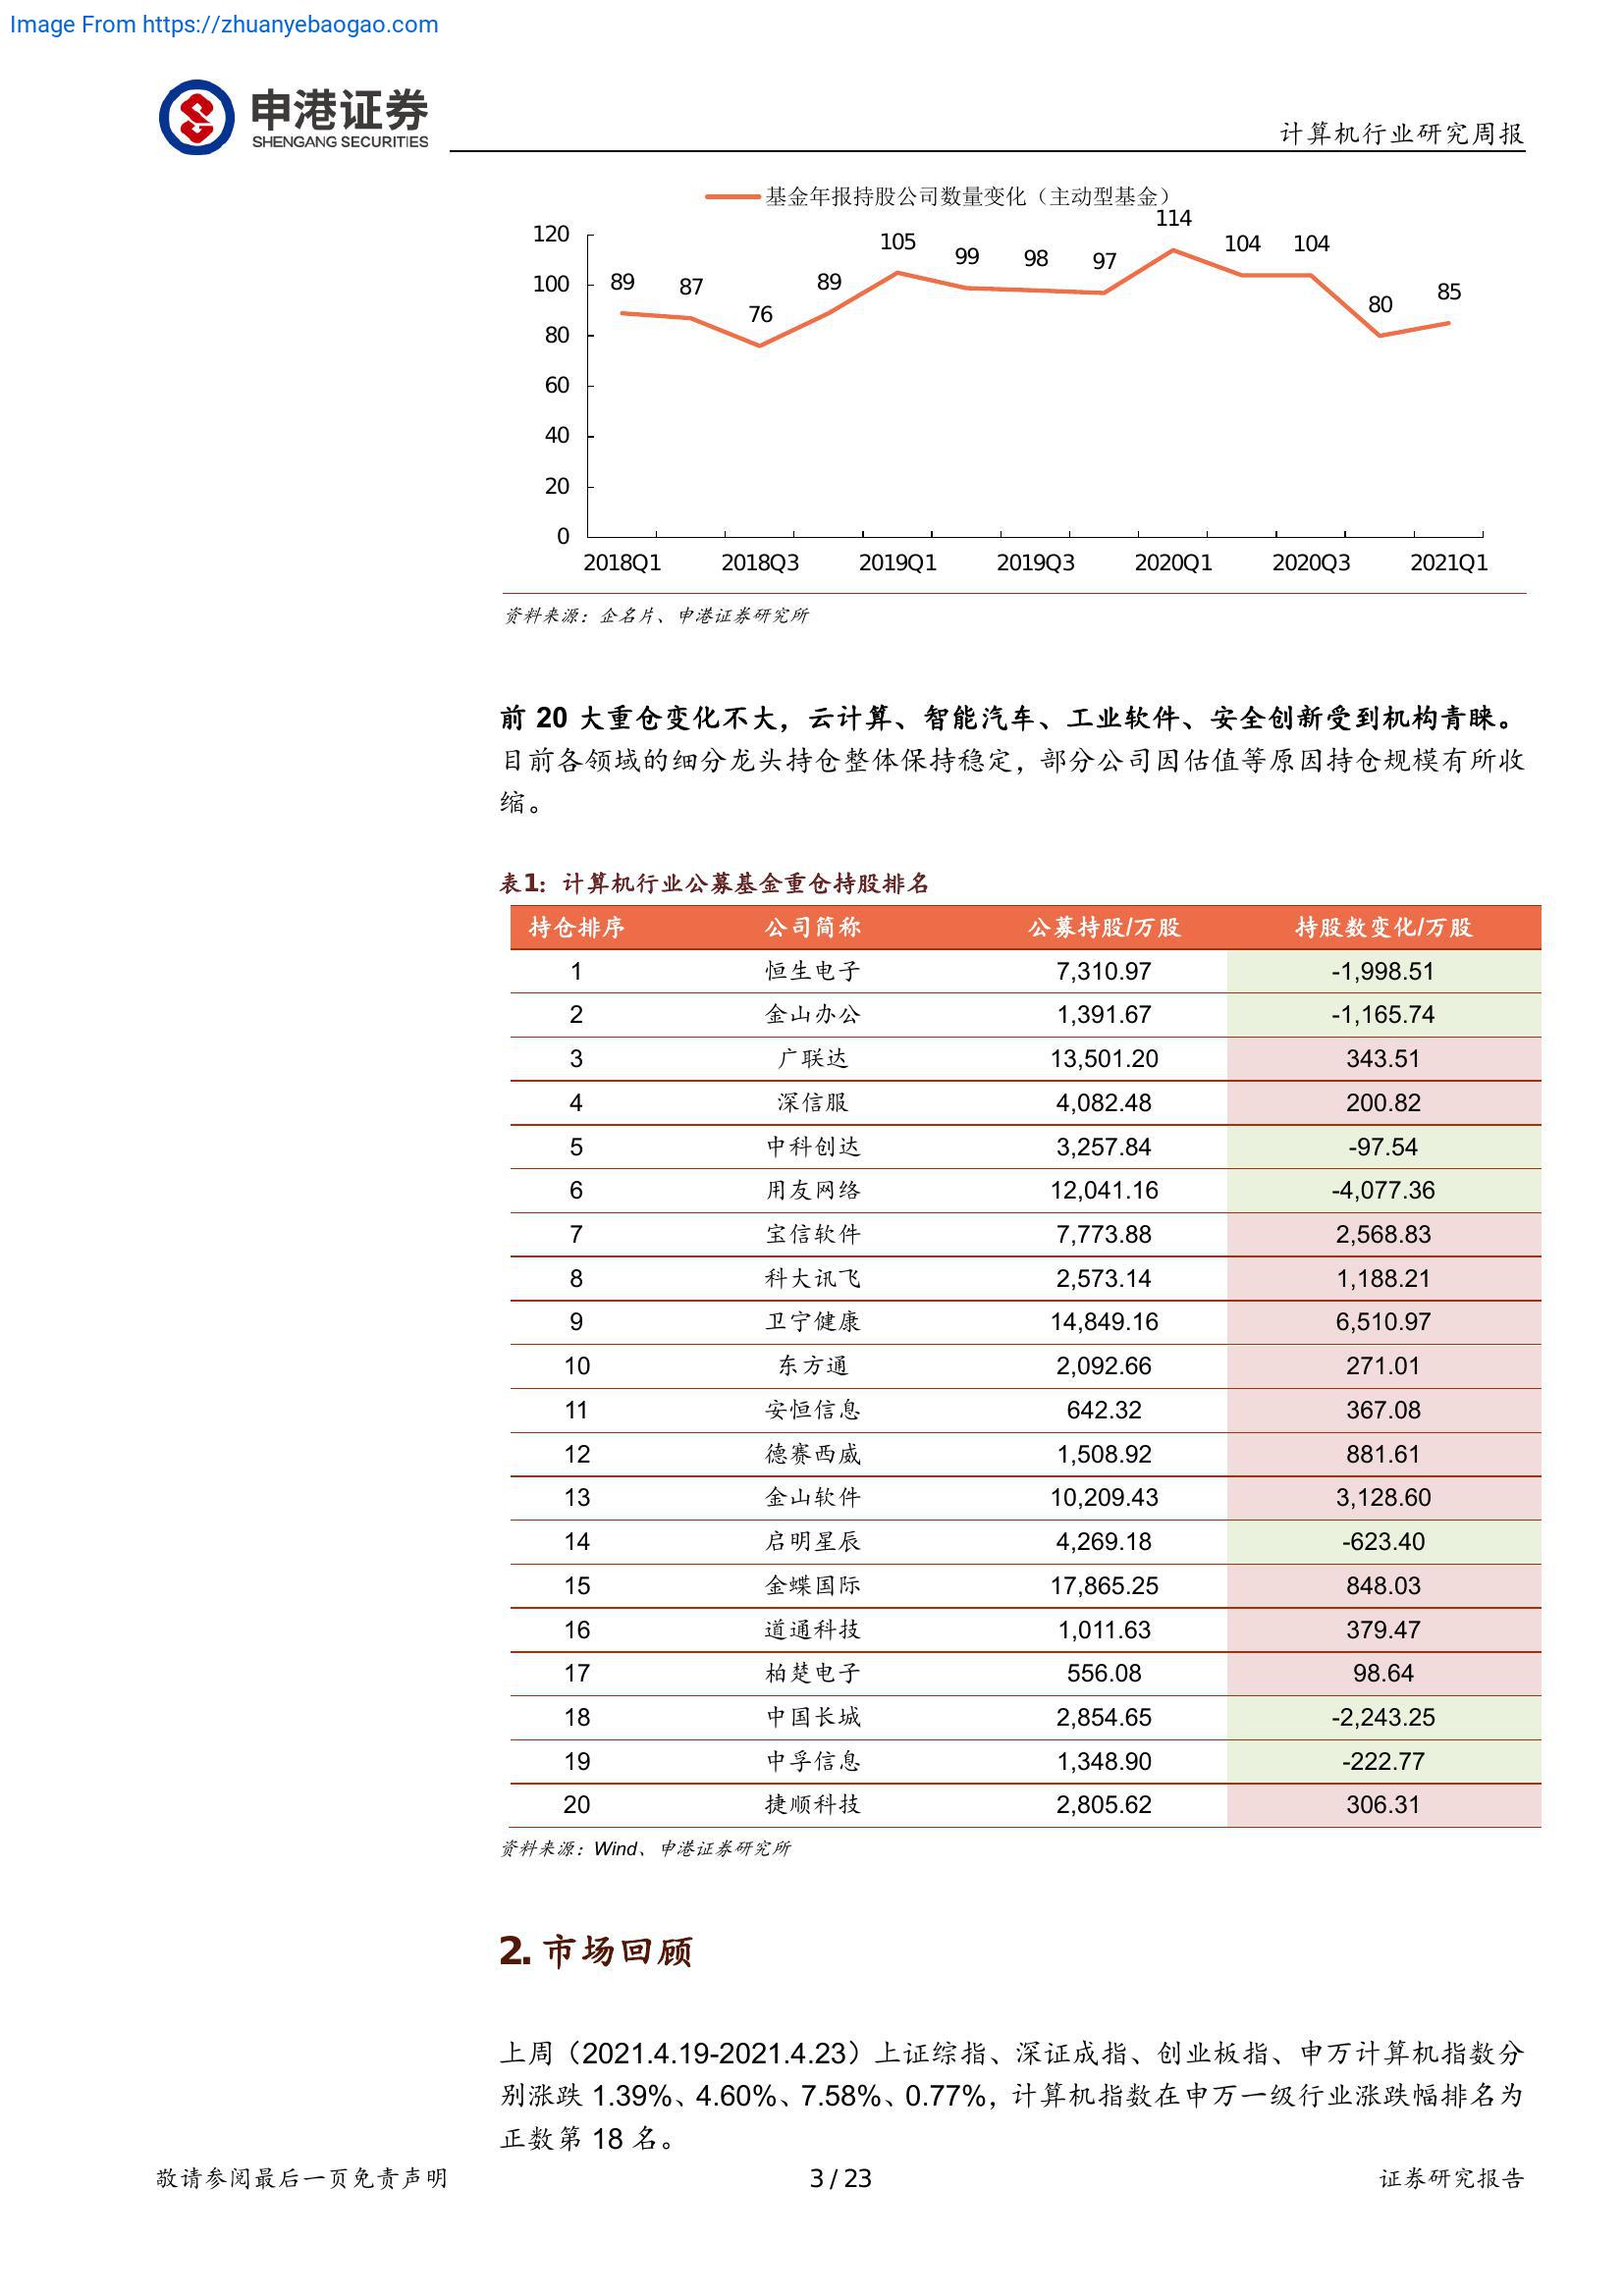 Image From https://zhuanyebaogao.com
申港证券
SHENGANG SECURITIES
计算机行业研究周报
基金年报持股公司数量变化（主动型基金）
120
100
80
60
40
20
0
89 87 76 89 105 99 98 97 114 104 104 80 85
2018Q1 2018Q3 2019Q1 2019Q3 2020Q1 2020Q3 2021Q1
资料来源：企名片、申港证券研究所
前 20 大重仓变化不大，云计算、智能汽车、工业软件、安全创新受到机构青睐。
目前各领域的细分龙头持仓整体保持稳定，部分公司因估值等原因持仓规模有所收
缩。
表1：计算机行业公募基金重仓持股排名
持仓排序 公司简称 公募持股/万股 持股数变化/万股
1 恒生电子 7,310.97 -1,998.51
2 金山办公 1,391.67 -1,165.74
3 广联达 13,501.20 343.51
4 深信服 4,082.48 200.82
5 中科创达 3,257.84 -97.54
6 用友网络 12,041.16 -4,077.36
7 宝信软件 7,773.88 2,568.83
8 科大讯飞 2,573.14 1,188.21
9 卫宁健康 14,849.16 6,510.97
10 东方通 2,092.66 271.01
11 安恒信息 642.32 367.08
12 德赛西威 1,508.92 881.61
13 金山软件 10,209.43 3,128.60
14 启明星辰 4,269.18 -623.40
15 金蝶国际 17,865.25 848.03
16 道通科技 1,011.63 379.47
17 柏楚电子 556.08 98.64
18 中国长城 2,854.65 -2,243.25
19 中孚信息 1,348.90 -222.77
20 捷顺科技 2,805.62 306.31
资料来源：Wind、申港证券研究所
2. 市场回顾
上周（2021.4.19-2021.4.23）上证综指、深证成指、创业板指、申万计算机指数分
别涨跌 1.39%、4.60%、7.58%、0.77%，计算机指数在申万一级行业涨跌幅排名为
正数第 18 名。
敬请参阅最后一页免责声明
3 / 23
证券研究报告